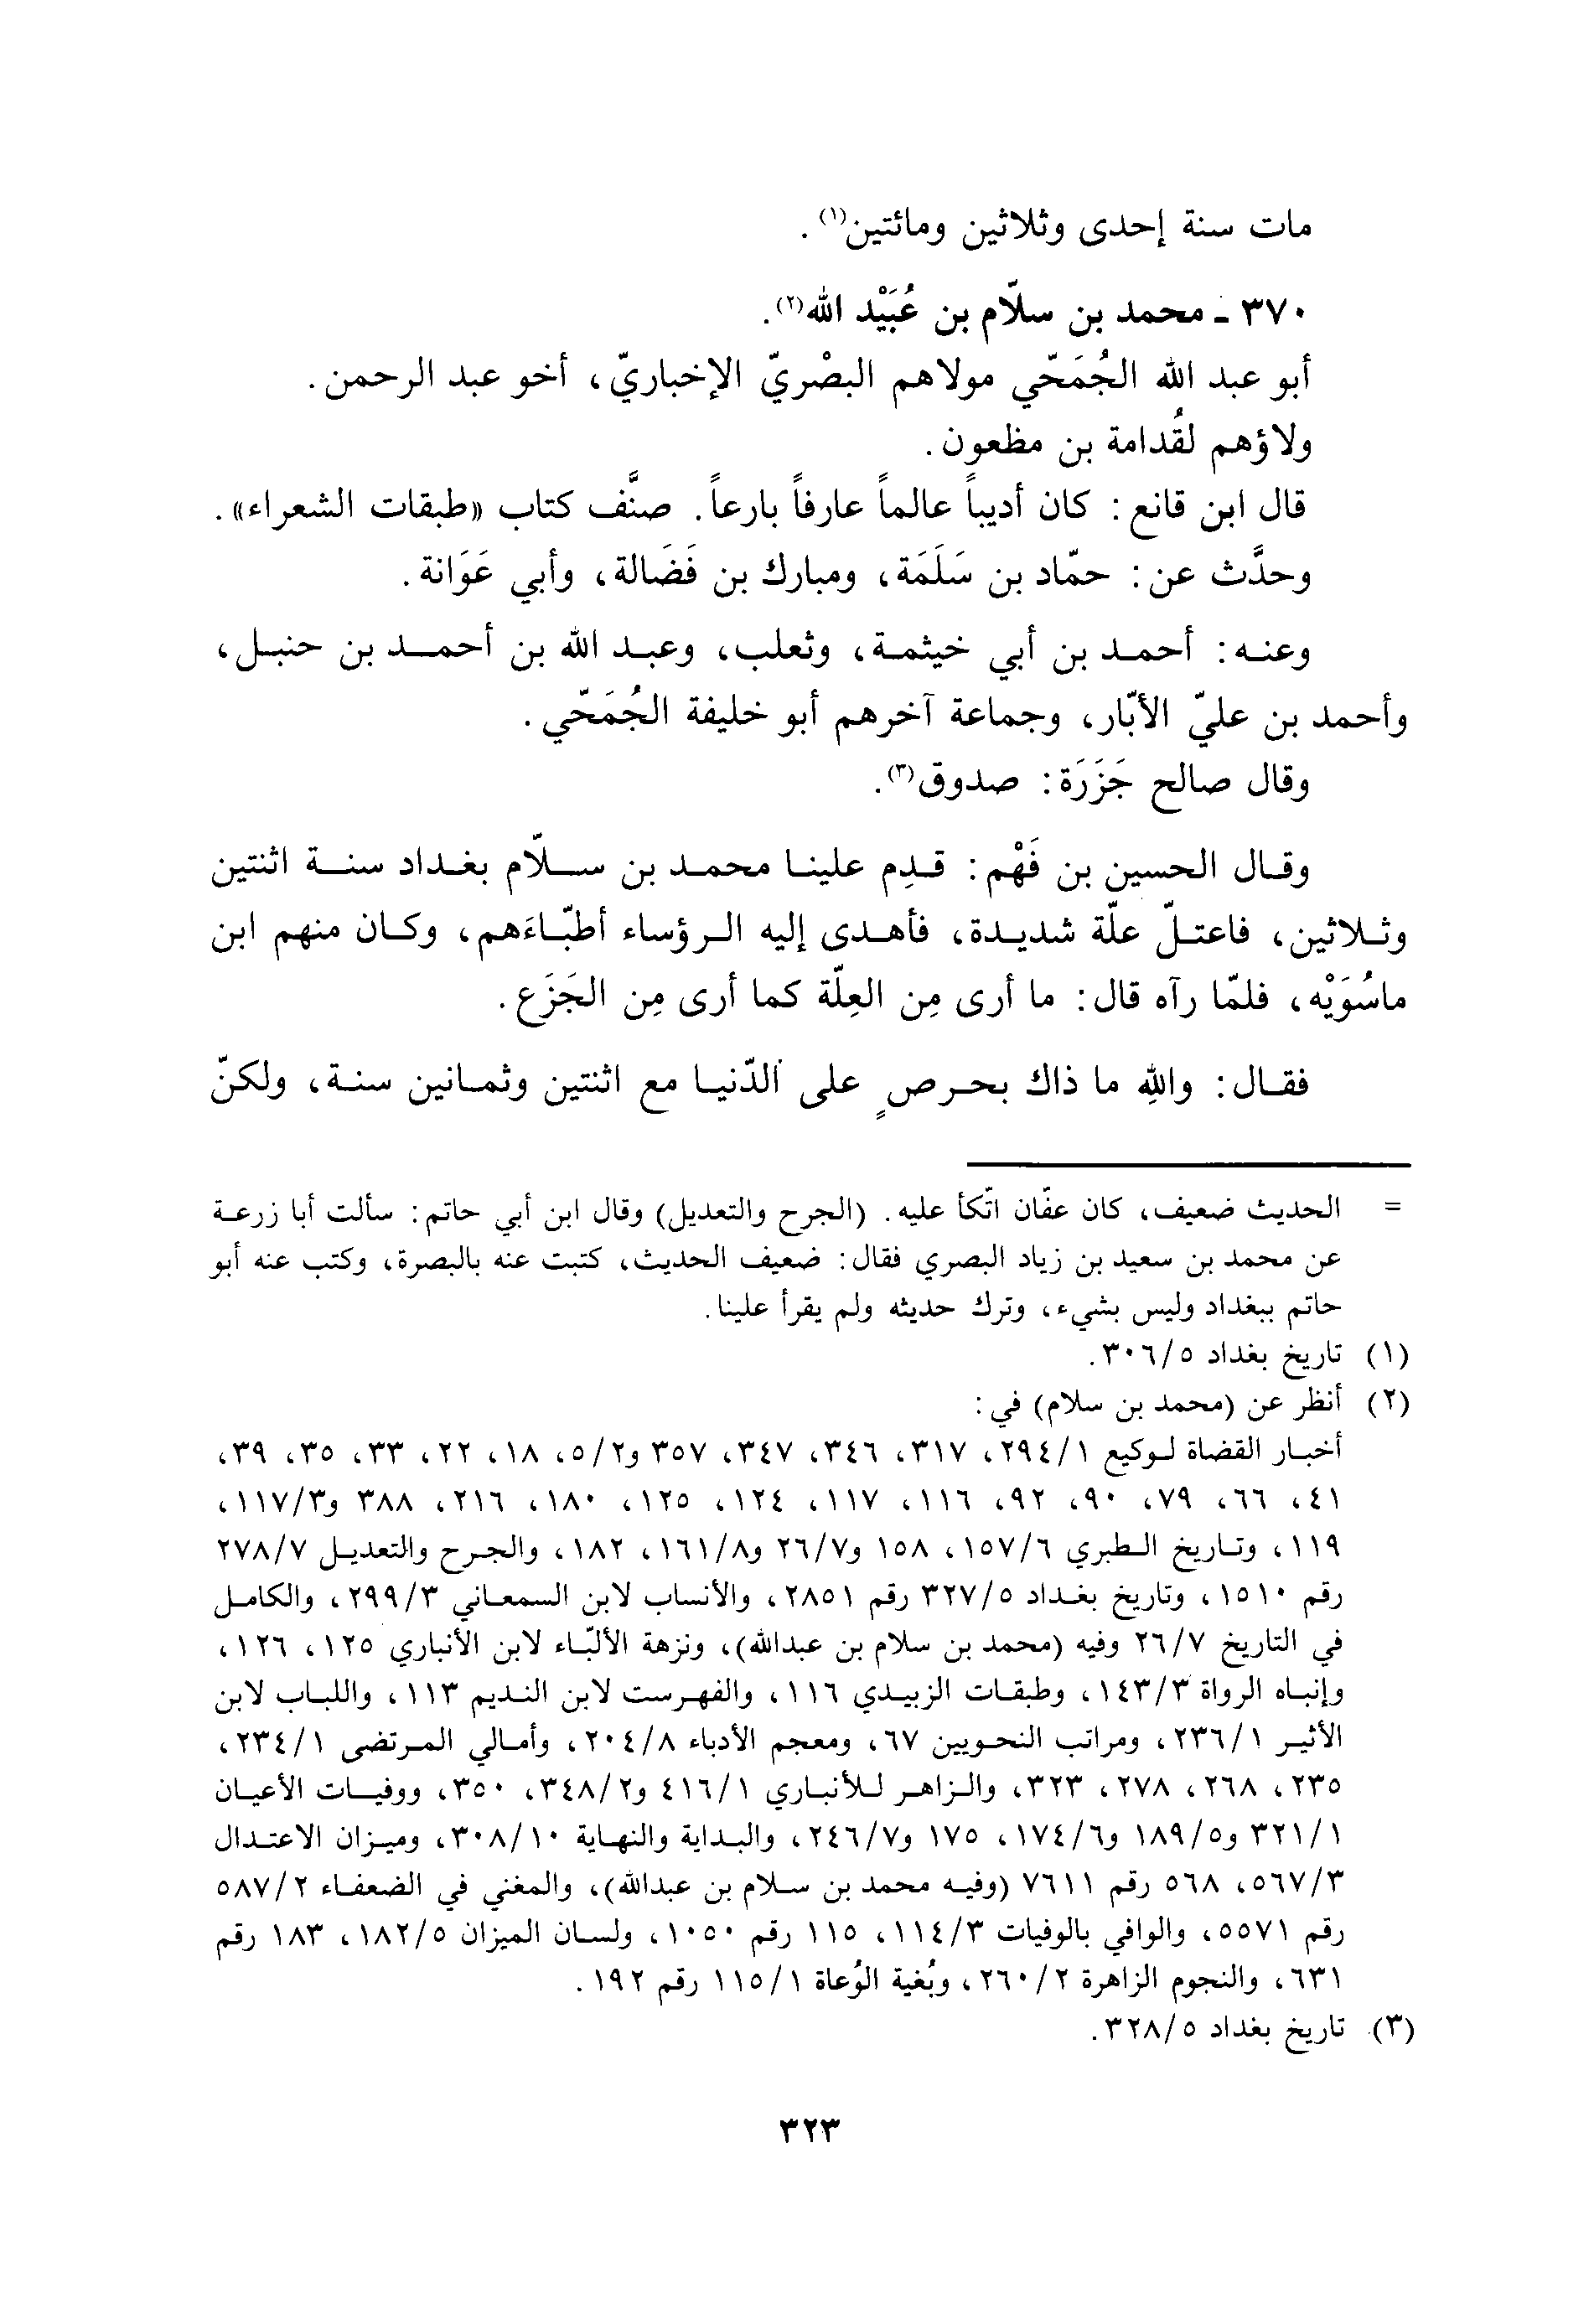 مات سنة إحدى وثلاثين ومائتين(١).
٣٧٠ - محمد بن سلّام بن عُبَيْد الله(٢).
أبو عبد الله الجُمَحّي مولاهم البصْريّ الإخباريّ، أخو عبد الرحمن.
ولاؤهم لقُدامة بن مظعون.
قال ابن قانع: كان أديباً عالماً عارفاً بارعاً. صنَّف كتاب «طبقات الشعراء».
وحدَّث عن: حمّاد بن سَلَمَة، ومبارك بن فَضَالة، وأبي عَوَانة.
وعنه: أحمد بن أبي خيثمة، وثعلب، وعبد الله بن أحمد بن حنبل،
وأحمد بن عليّ الأبّار، وجماعة آخرهم أبو خليفة الجُمَحّي.
وقال صالح جَزَرَة: صدوق(٣).
وقال الحسين بن فَهْم: قدِم علينا محمد بن سلّام بغداد سنة اثنتين
وثلاثين، فاعتلّ علّة شديدة، فأهدى إليه الرؤساء أطبّاءَهم، وكان منهم ابن
ماسُوَيْه، فلمّا رآه قال: ما أرى مِن العِلّة كما أرى مِن الجَزَع.
فقال: واللهِ ما ذاك بحرصٍ على الدّنيا مع اثنتين وثمانين سنة، ولكنّ
= الحديث ضعيف، كان عفّان اتّكأ عليه. (الجرح والتعديل) وقال ابن أبي حاتم: سألت أبا زرعة
عن محمد بن سعيد بن زياد البصري فقال: ضعيف الحديث، كتبت عنه بالبصرة، وكتب عنه أبو
حاتم ببغداد وليس بشيء، وترك حديثه ولم يقرأ علينا.
(١) تاريخ بغداد ٣٠٦/٥.
(٢) أنظر عن (محمد بن سلام) في:
أخبار القضاة لوكيع ٢٩٤/١، ٣١٧، ٣٤٦، ٣٤٧، ٣٥٧ و٥/٢، ١٨، ٢٢، ٣٣، ٣٥، ٣٩،
٤١، ٦٦، ٧٩، ٩٠، ٩٢، ١١٦، ١١٧، ١٢٤، ١٢٥، ١٨٠، ٢١٦، ٣٨٨ و١١٧/٣،
١١٩، وتاريخ الطبري ١٥٧/٦، ١٥٨ و٢٦/٧ و١٦١/٨، ١٨٢، والجرح والتعديل ٢٧٨/٧
رقم ١٥١٠، وتاريخ بغداد ٣٢٧/٥ رقم ٢٨٥١، والأنساب لابن السمعاني ٢٩٩/٣، والكامل
في التاريخ ٢٦/٧ وفيه (محمد بن سلام بن عبدالله)، ونزهة الألبّاء لابن الأنباري ١٢٥، ١٢٦،
وإنباه الرواة ١٤٣/٣، وطبقات الزبيدي ١١٦، والفهرست لابن النديم ١١٣، واللباب لابن
الأثير ٢٣٦/١، ومراتب النحويين ٦٧، ومعجم الأدباء ٢٠٤/٨، وأمالي المرتضى ٢٣٤/١،
٢٣٥، ٢٦٨، ٢٧٨، ٣٢٣، والزاهر للأنباري ٤١٦/١ و٣٤٨/٢، ٣٥٠، ووفيات الأعيان
٣٢١/١ و١٨٩/٥ و١٧٤/٦، ١٧٥ و٢٤٦/٧، والبداية والنهاية ٣٠٨/١٠، وميزان الاعتدال
٥٦٧/٣، ٥٦٨ رقم ٧٦١١ (وفيه محمد بن سلام بن عبدالله)، والمغني في الضعفاء ٥٨٧/٢
رقم ٥٥٧١، والوافي بالوفيات ١١٤/٣، ١١٥ رقم ١٠٥٠، ولسان الميزان ١٨٢/٥، ١٨٣ رقم
٦٣١، والنجوم الزاهرة ٢٦٠/٢، وبُغية الوُعاة ١١٥/١ رقم ١٩٢.
(٣) تاريخ بغداد ٣٢٨/٥.
٣٢٣